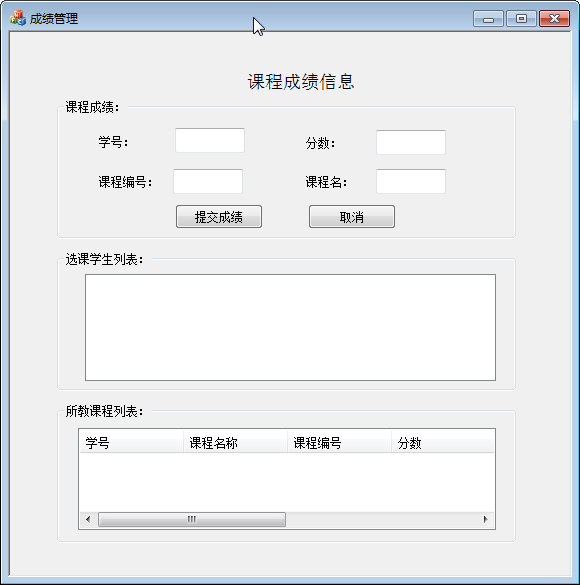 成绩管理
课程成绩信息
课程成绩：
学号： 分数：
课程编号： 课程名：
提交成绩 取消
选课学生列表：
所教课程列表：
学号 课程名称 课程编号 分数